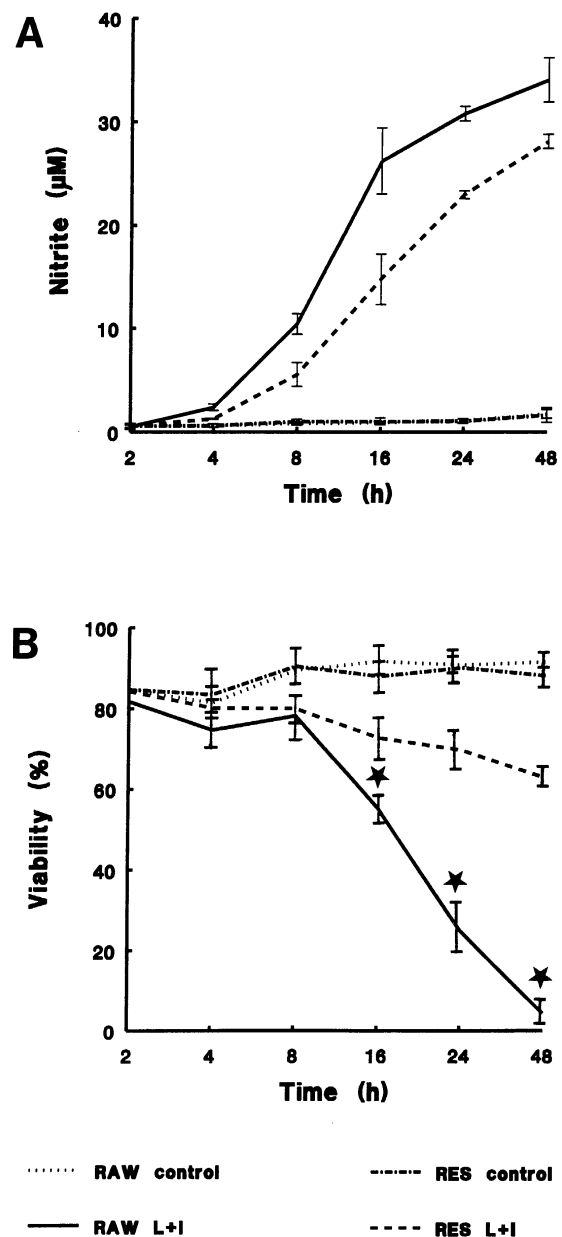 A
40
30
20
10
0
Nitrite (μM)
2 4 8 16 24 48
Time (h)
B
100
80
60
40
20
0
Viability (%)
2 4 8 16 24 48
Time (h)
RAW control RES control
RAW L+I RES L+I